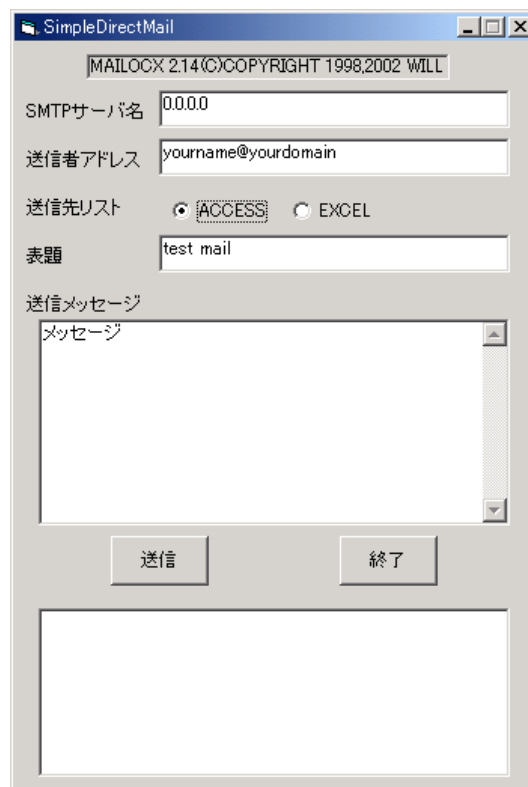 SimpleDirectMail
MAILOCX 2.14(C)COPYRIGHT 1998,2002 WILL
SMTPサーバ名 0.0.0.0
送信者アドレス yourname@yourdomain
送信先リスト ACCESS EXCEL
表題 test mail
送信メッセージ
メッセージ
送信 終了